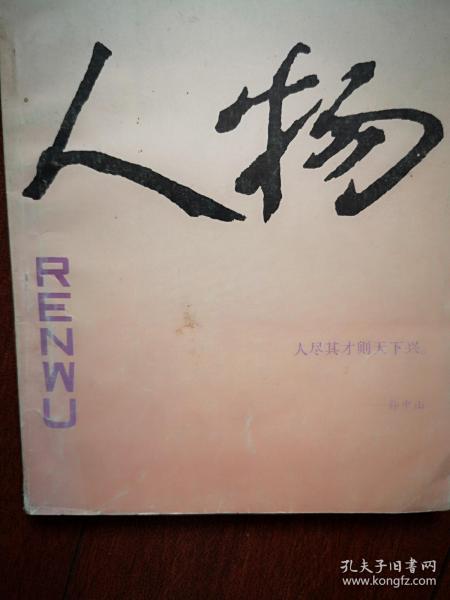 人物
RENWU
人尽其才则天下兴。
孙中山
孔夫子旧书网
www.kongfz.com